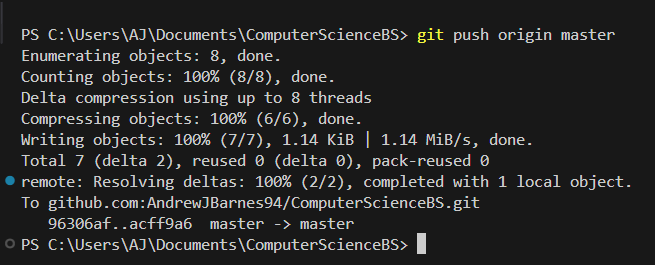 PS C:\Users\AJ\Documents\ComputerScienceBS> git push origin master
Enumerating objects: 8, done.
Counting objects: 100% (8/8), done.
Delta compression using up to 8 threads
Compressing objects: 100% (6/6), done.
Writing objects: 100% (7/7), 1.14 KiB | 1.14 MiB/s, done.
Total 7 (delta 2), reused 0 (delta 0), pack-reused 0
remote: Resolving deltas: 100% (2/2), completed with 1 local object.
To github.com:AndrewJBarnes94/ComputerScienceBS.git
   96306af..acff9a6  master -> master
PS C:\Users\AJ\Documents\ComputerScienceBS>